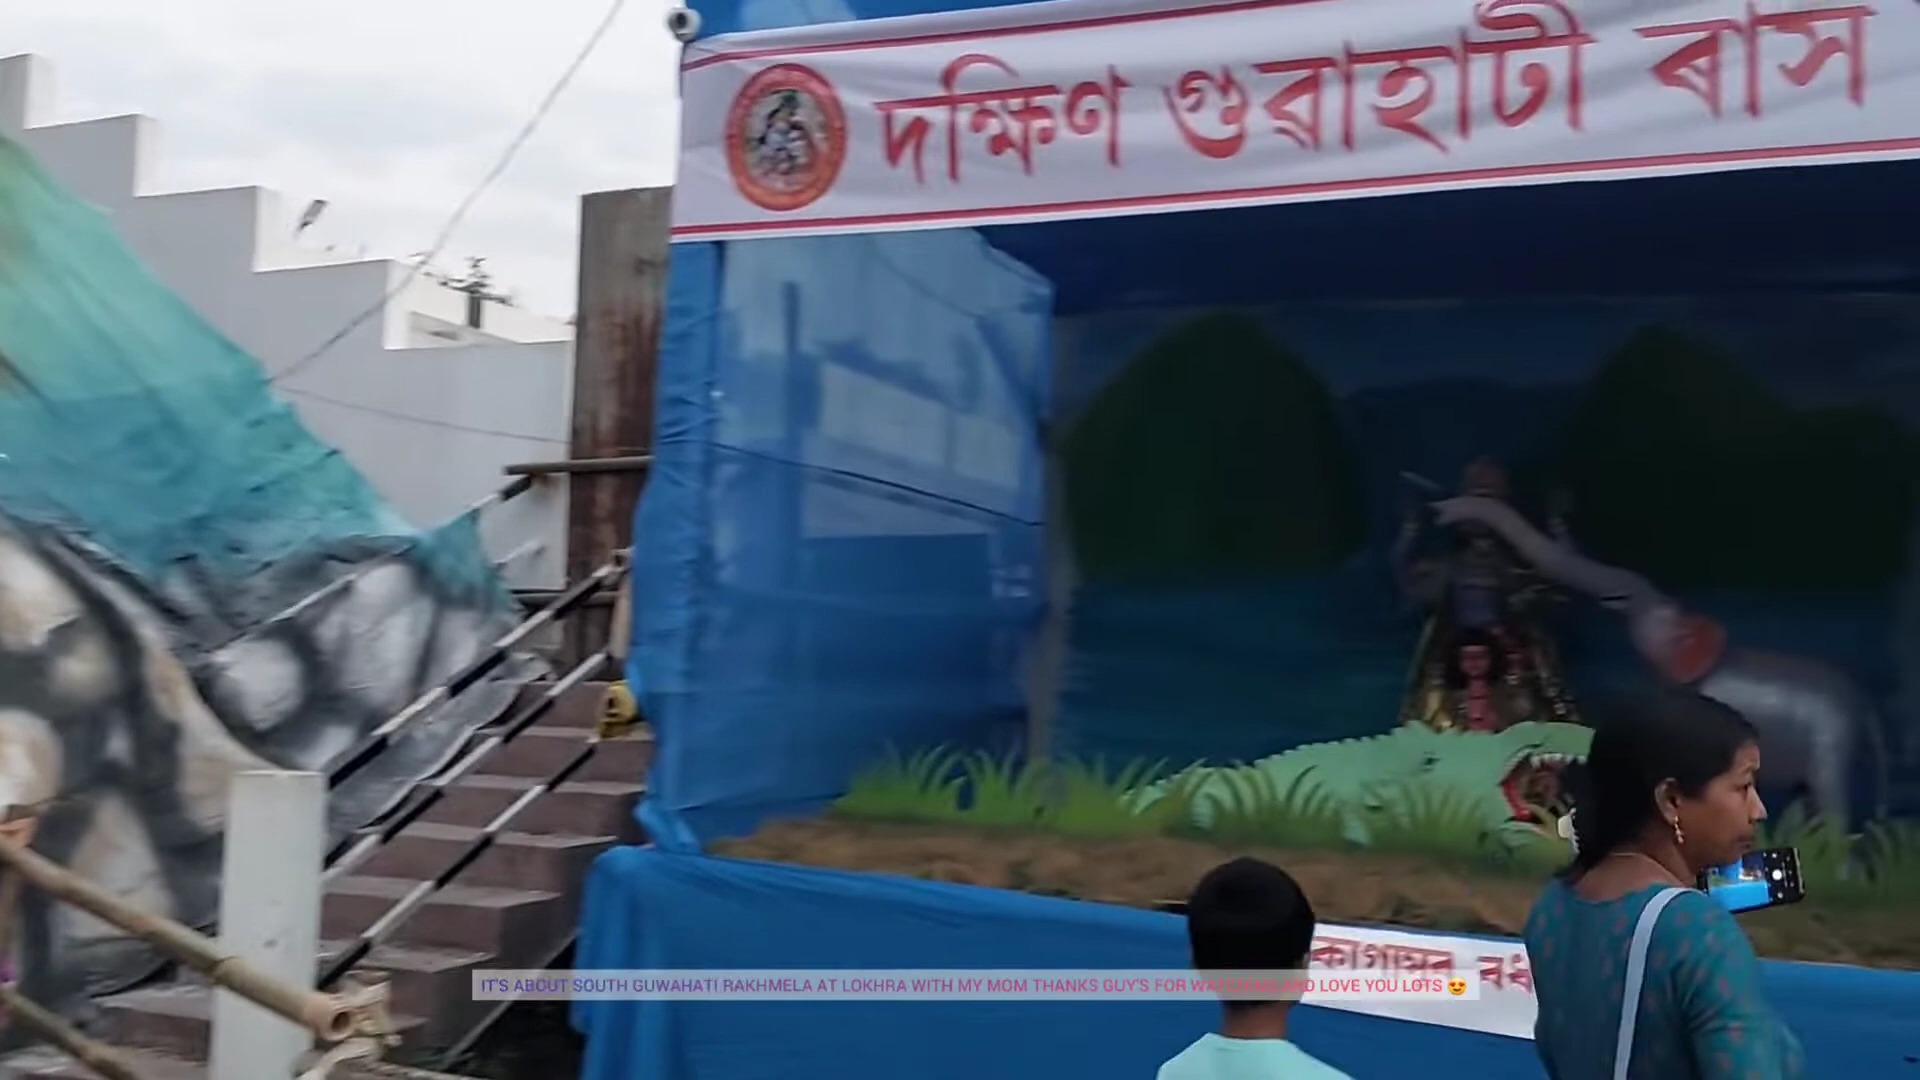 দক্ষিণ গুৱাহাটী ৰাস
বধ
IT'S ABOUT SOUTH GUWAHATI RAKHMELA AT LOKHRA WITH MY MOM THANKS GUY'S FOR WATCHING AND LOVE YOU LOTS 😍